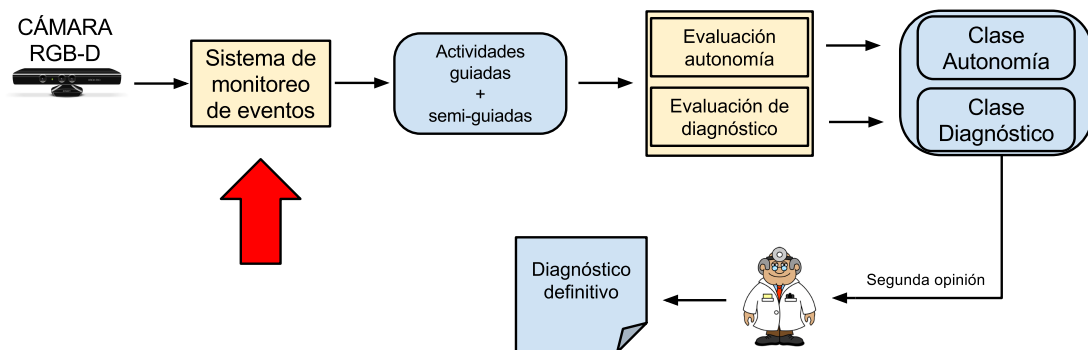 CÁMARA
RGB-D
Sistema de
monitoreo
de eventos
Actividades
guiadas
+
semi-guiadas
Evaluación
autonomía
Evaluación de
diagnóstico
Clase
Autonomía
Clase
Diagnóstico
Segunda opinión
Diagnóstico
definitivo